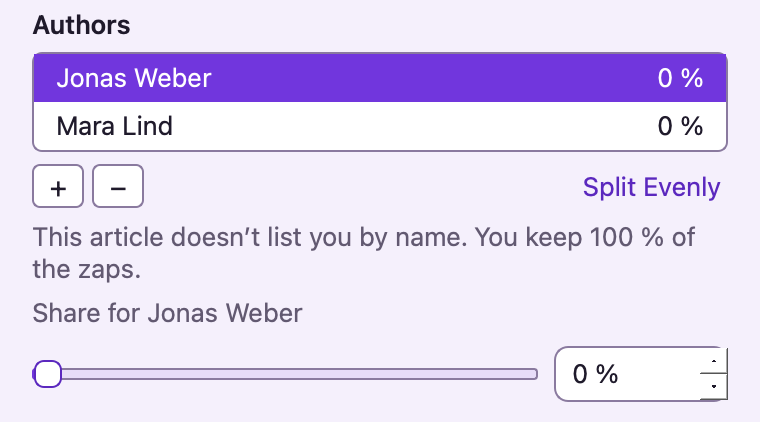 Authors
Jonas Weber 0 %
Mara Lind 0 %
+ − Split Evenly
This article doesn’t list you by name. You keep 100 % of
the zaps.
Share for Jonas Weber
0 %